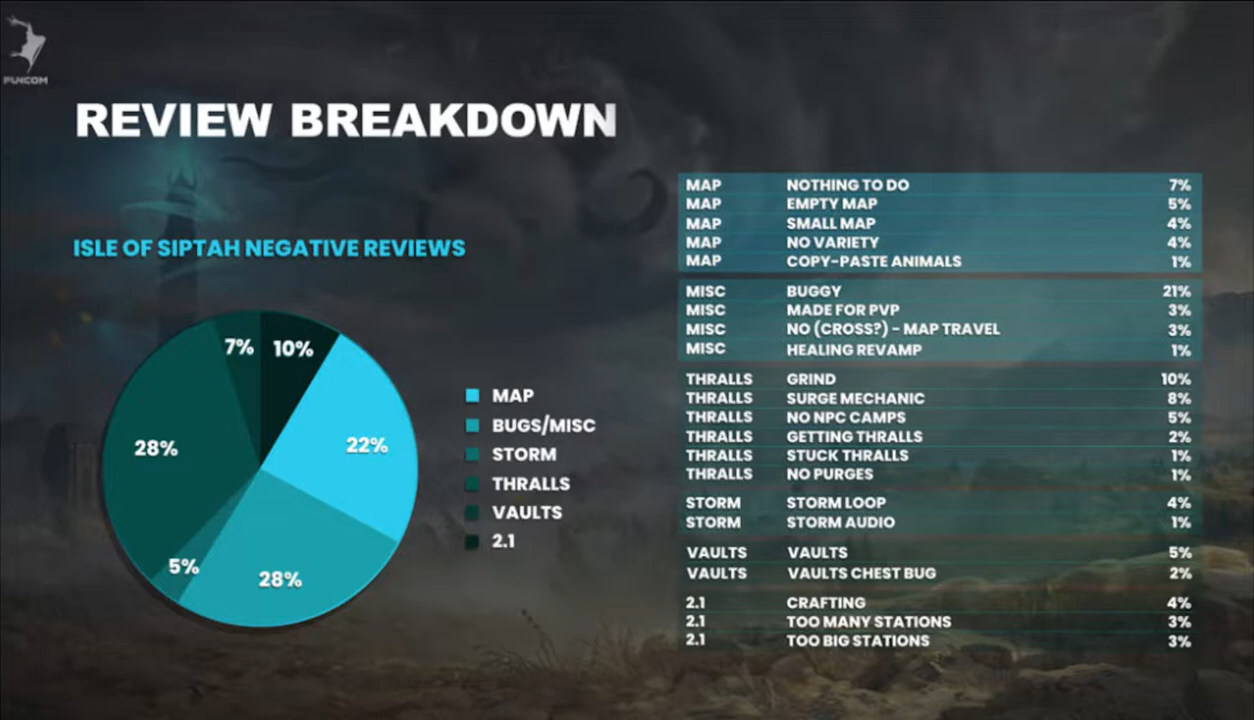 FUNCOM
REVIEW BREAKDOWN
ISLE OF SIPTAH NEGATIVE REVIEWS
7% 10%
28% 22%
5% 28%
MAP
BUGS/MISC
STORM
THRALLS
VAULTS
2.1
MAP NOTHING TO DO 7%
MAP EMPTY MAP 5%
MAP SMALL MAP 4%
MAP NO VARIETY 4%
MAP COPY-PASTE ANIMALS 1%
MISC BUGGY 21%
MISC MADE FOR PVP 3%
MISC NO (CROSS?) - MAP TRAVEL 3%
MISC HEALING REVAMP 1%
THRALLS GRIND 10%
THRALLS SURGE MECHANIC 8%
THRALLS NO NPC CAMPS 5%
THRALLS GETTING THRALLS 2%
THRALLS STUCK THRALLS 1%
THRALLS NO PURGES 1%
STORM STORM LOOP 4%
STORM STORM AUDIO 1%
VAULTS VAULTS 5%
VAULTS VAULTS CHEST BUG 2%
2.1 CRAFTING 4%
2.1 TOO MANY STATIONS 3%
2.1 TOO BIG STATIONS 3%